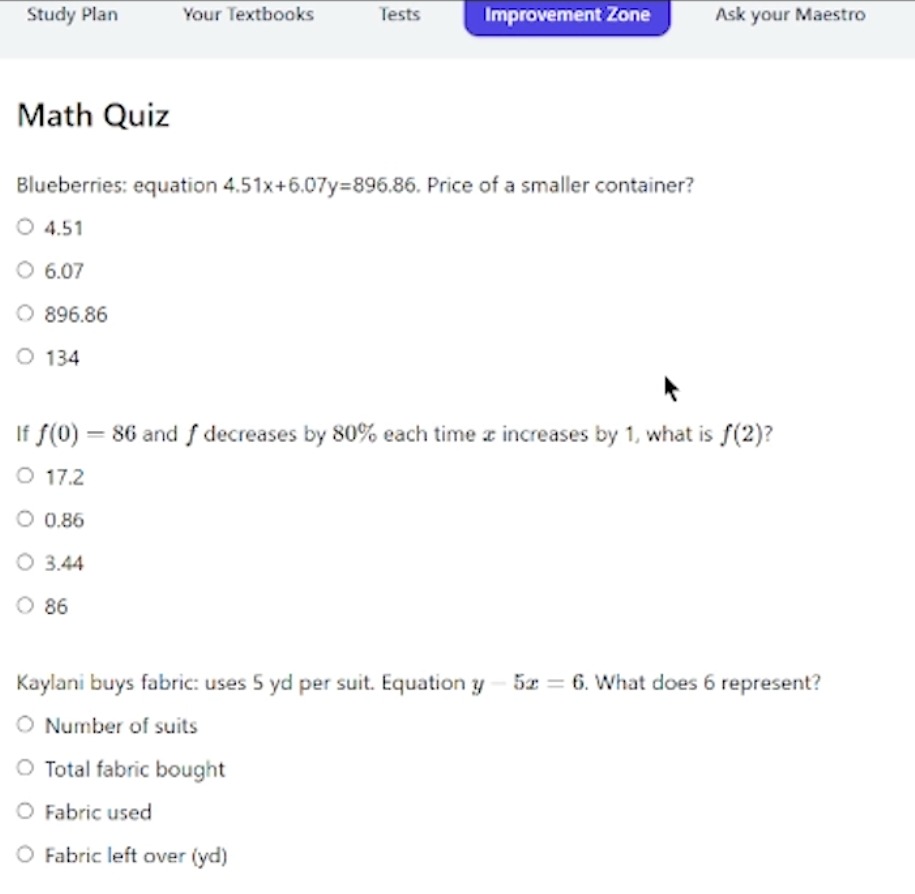 Study Plan Your Textbooks Tests Improvement Zone Ask your Maestro
Math Quiz
Blueberries: equation 4.51x+6.07y=896.86. Price of a smaller container?
4.51
6.07
896.86
134
If f(0) = 86 and f decreases by 80% each time x increases by 1, what is f(2)?
17.2
0.86
3.44
86
Kaylani buys fabric: uses 5 yd per suit. Equation y − 5x = 6. What does 6 represent?
Number of suits
Total fabric bought
Fabric used
Fabric left over (yd)